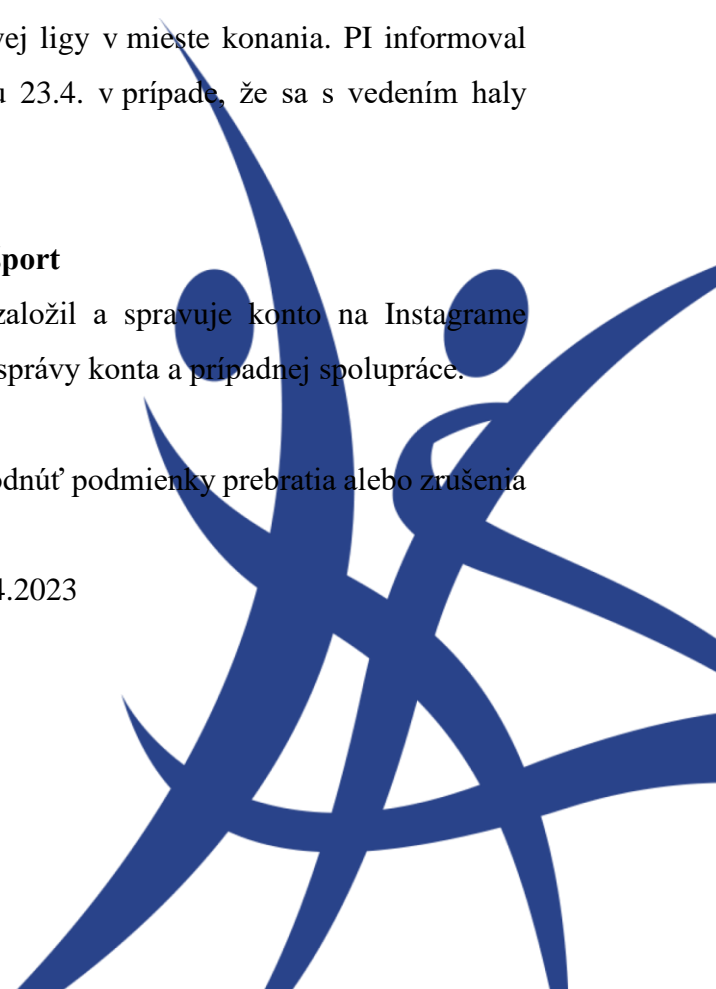 vej ligy v mieste konania. PI informoval
u 23.4. v prípade, že sa s vedením haly
šport
založil a spravuje konto na Instagrame
správy konta a prípadnej spolupráce.
odnúť podmienky prebratia alebo zrušenia
4.2023